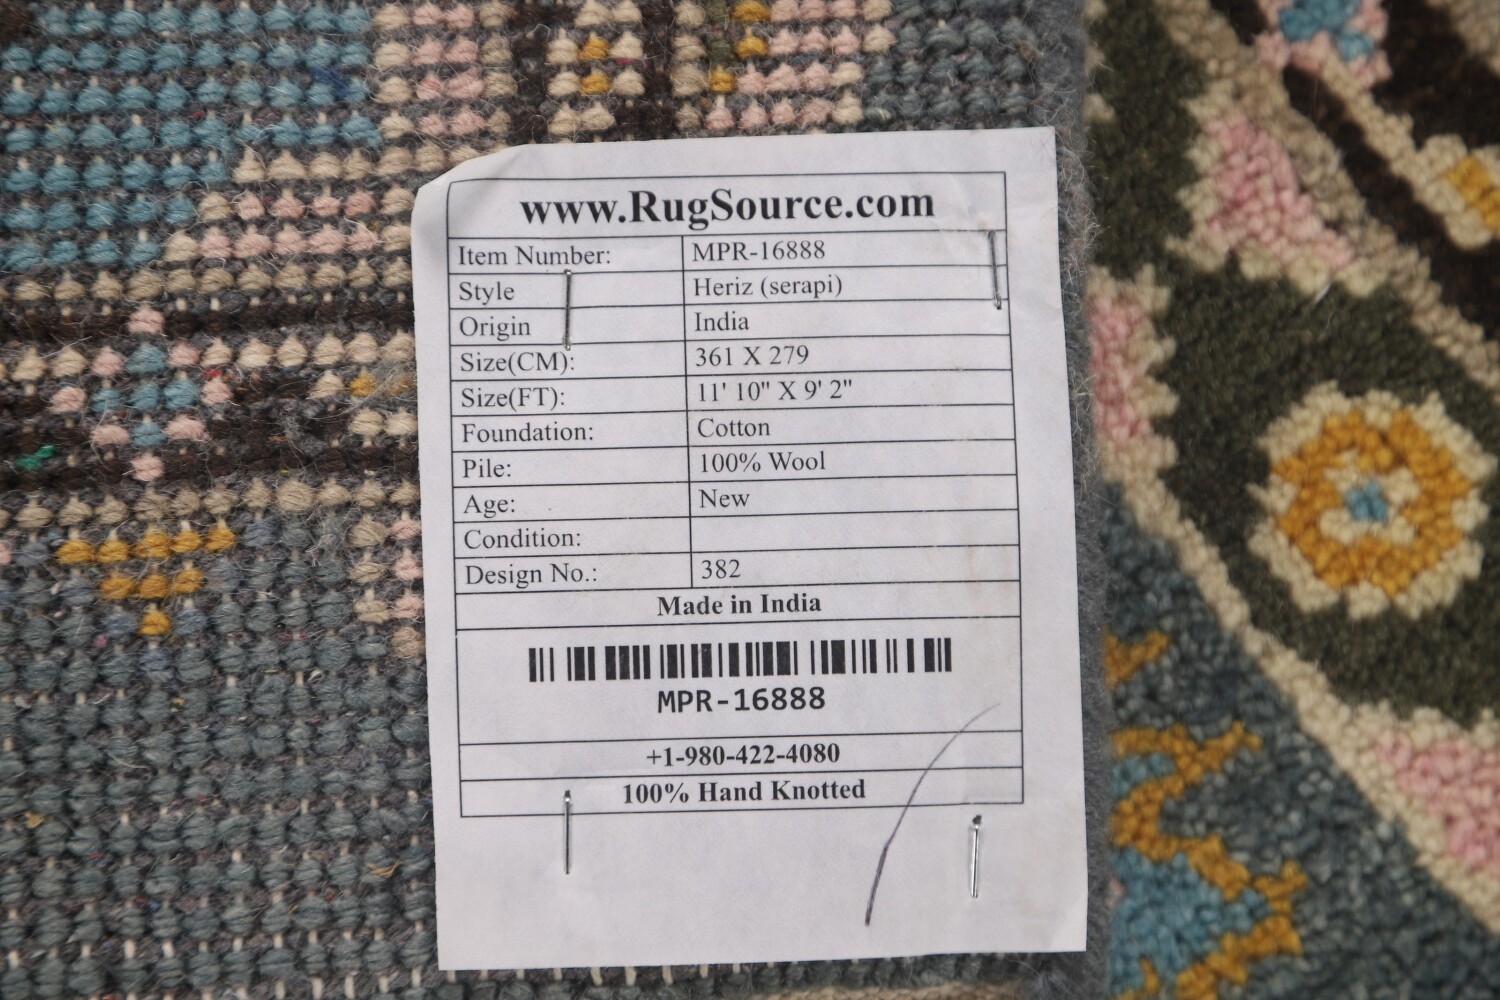 www.RugSource.com
Item Number: MPR-16888
Style Heriz (serapi)
Origin India
Size(CM): 361 X 279
Size(FT): 11' 10" X 9' 2"
Foundation: Cotton
Pile: 100% Wool
Age: New
Condition:
Design No.: 382
Made in India
MPR-16888
+1-980-422-4080
100% Hand Knotted